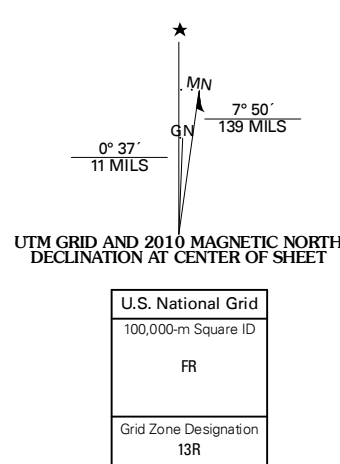 ★
MN
GN
7° 50´
139 MILS
0° 37´
11 MILS
UTM GRID AND 2010 MAGNETIC NORTH
DECLINATION AT CENTER OF SHEET
U.S. National Grid
100,000-m Square ID
FR
Grid Zone Designation
13R